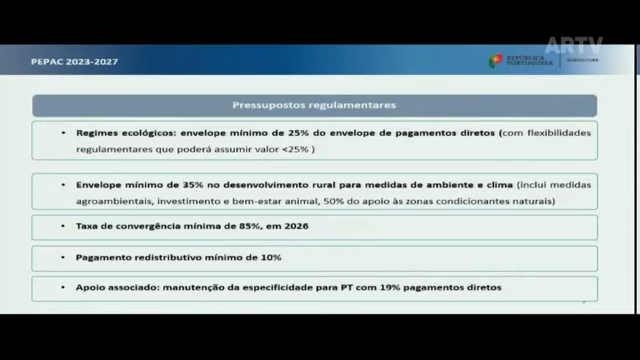 ARTV
PEPAC 2023-2027
REPÚBLICA
PORTUGUESA
AGRICULTURA
Pressupostos regulamentares
• Regimes ecológicos: envelope mínimo de 25% do envelope de pagamentos diretos (com flexibilidades
regulamentares que poderá assumir valor <25% )
• Envelope mínimo de 35% no desenvolvimento rural para medidas de ambiente e clima (inclui medidas
agroambientais, investimento e bem-estar animal, 50% do apoio às zonas condicionantes naturais)
• Taxa de convergência mínima de 85%, em 2026
• Pagamento redistributivo mínimo de 10%
• Apoio associado: manutenção da especificidade para PT com 19% pagamentos diretos